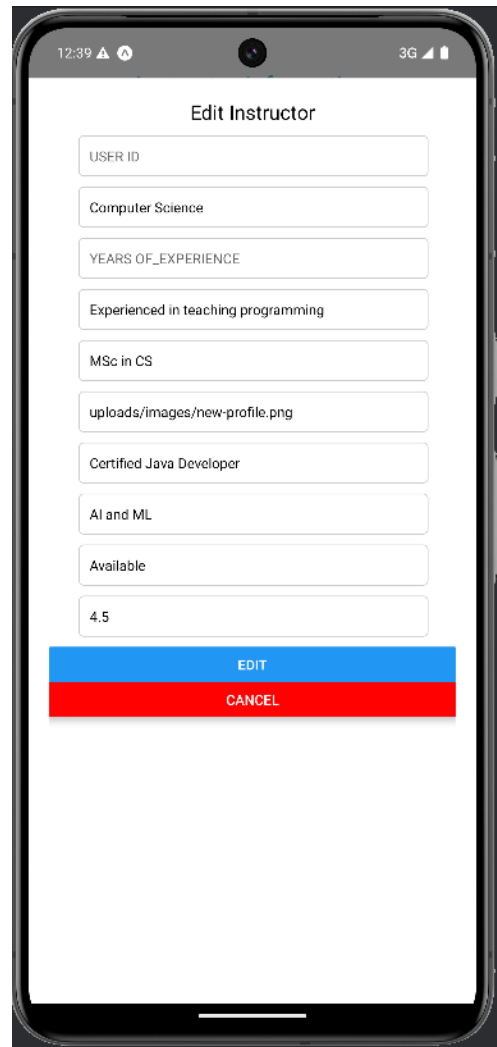 12:39
3G
Edit Instructor
USER ID
Computer Science
YEARS OF_EXPERIENCE
Experienced in teaching programming
MSc in CS
uploads/images/new-profile.png
Certified Java Developer
AI and ML
Available
4.5
EDIT
CANCEL